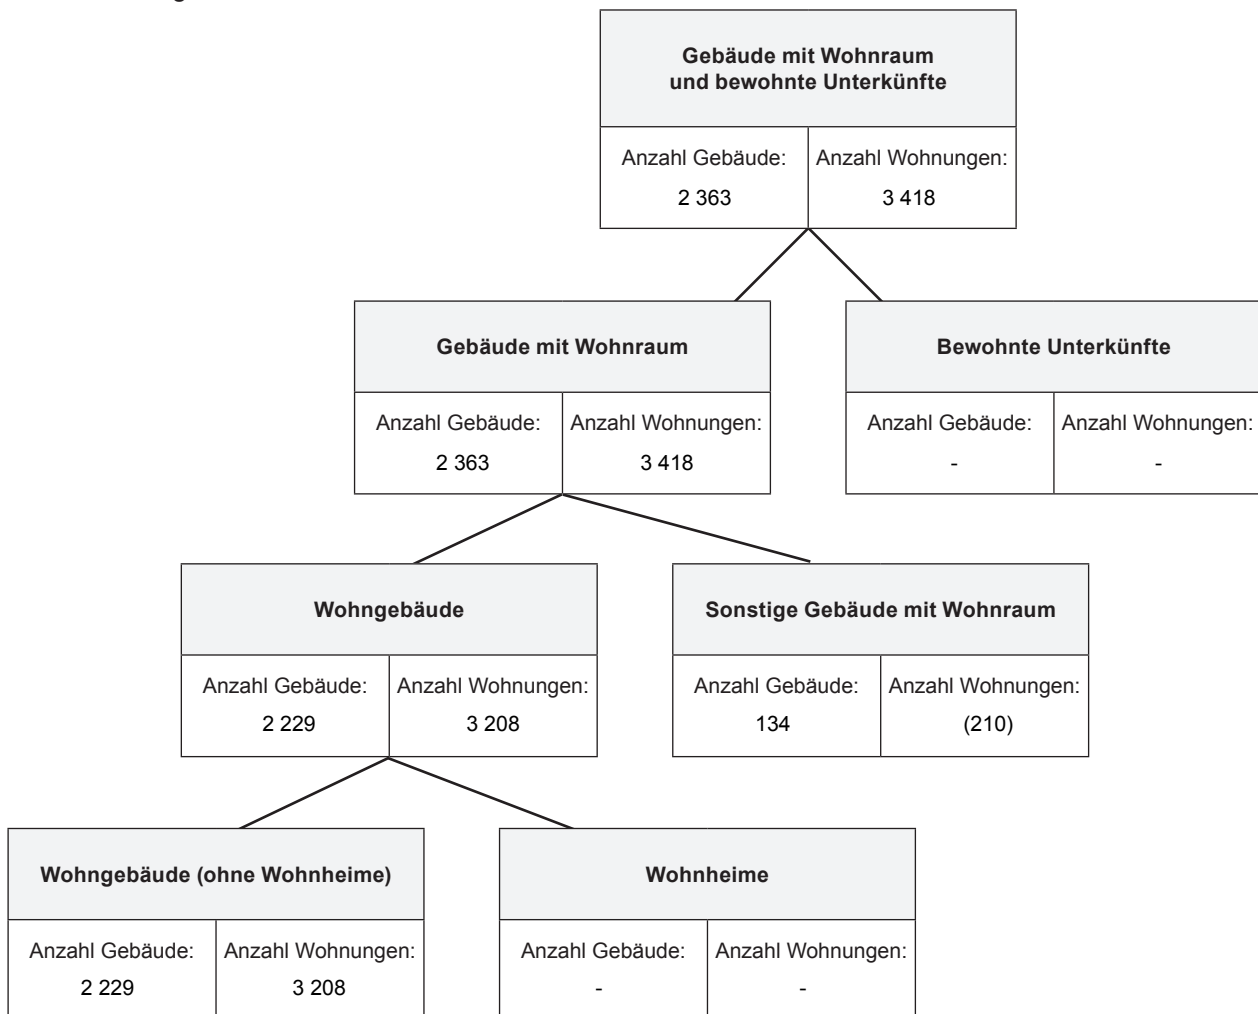 Gebäude mit Wohnraum
und bewohnte Unterkünfte
Anzahl Gebäude: Anzahl Wohnungen:
2 363 3 418
Gebäude mit Wohnraum
Anzahl Gebäude: Anzahl Wohnungen:
2 363 3 418
Bewohnte Unterkünfte
Anzahl Gebäude: Anzahl Wohnungen:
- -
Wohngebäude
Anzahl Gebäude: Anzahl Wohnungen:
2 229 3 208
Sonstige Gebäude mit Wohnraum
Anzahl Gebäude: Anzahl Wohnungen:
134 (210)
Wohngebäude (ohne Wohnheime)
Anzahl Gebäude: Anzahl Wohnungen:
2 229 3 208
Wohnheime
Anzahl Gebäude: Anzahl Wohnungen:
- -